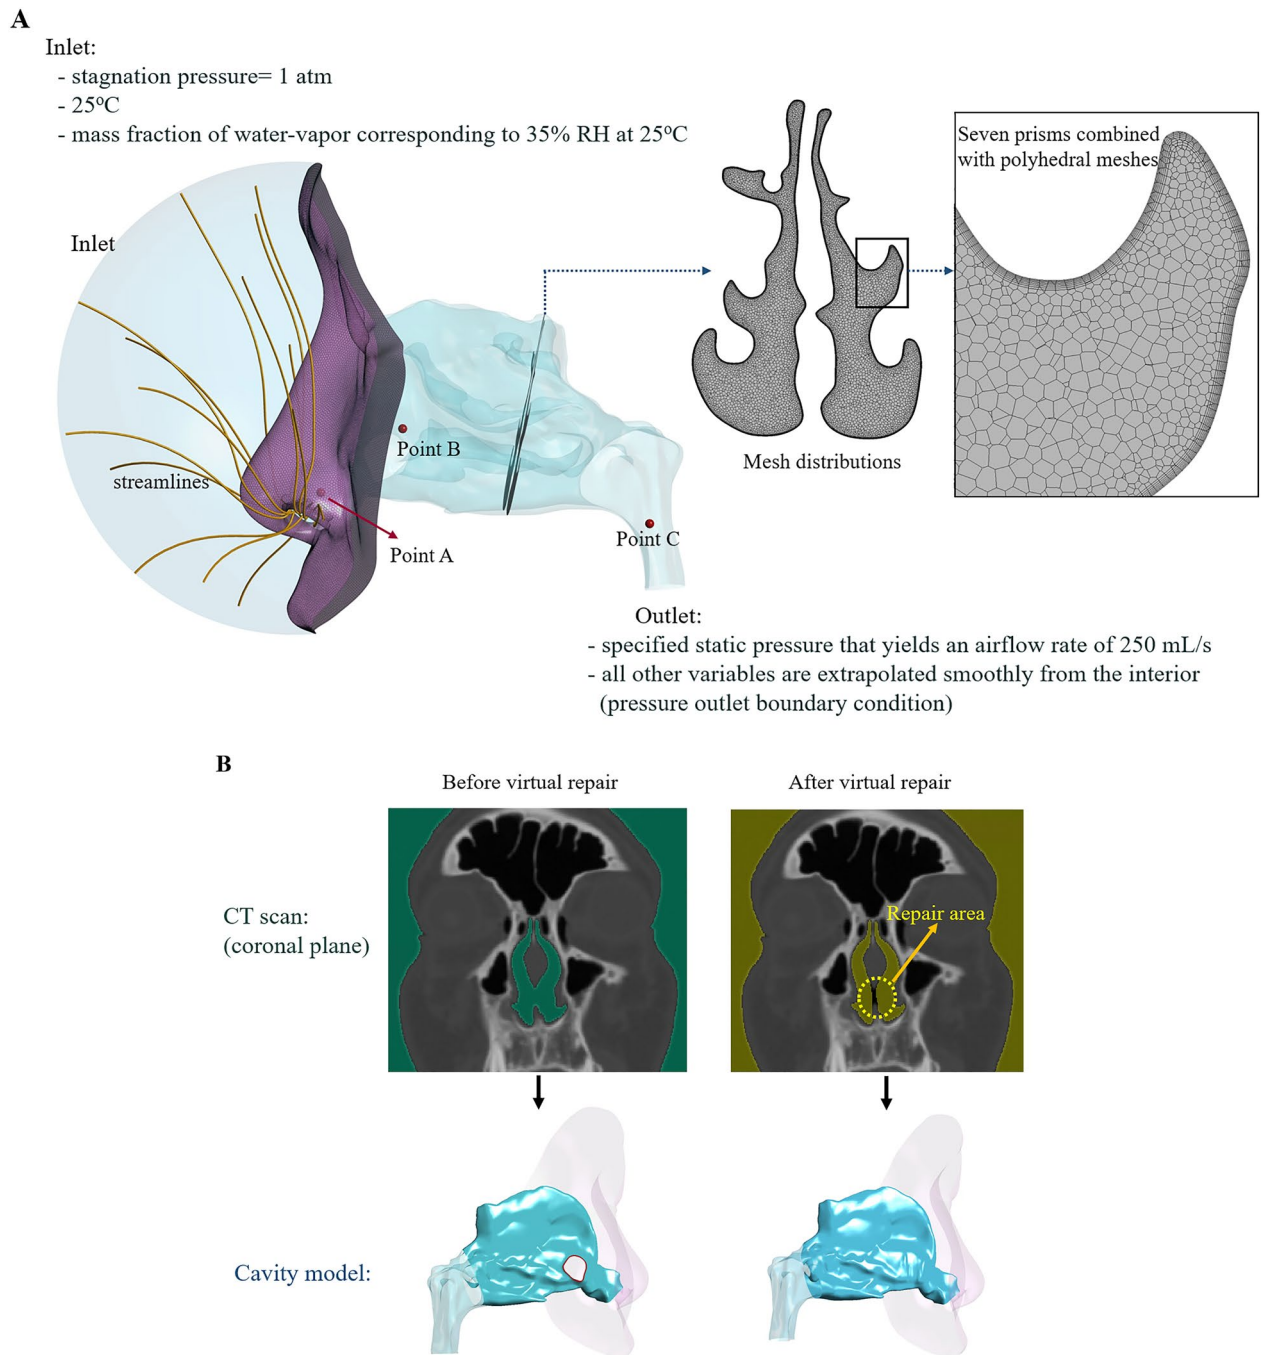 A
Inlet:
- stagnation pressure= 1 atm
- 25ºC
- mass fraction of water-vapor corresponding to 35% RH at 25ºC
Seven prisms combined
with polyhedral meshes
Inlet
Point B
Mesh distributions
streamlines
Point C
Point A
Outlet:
- specified static pressure that yields an airflow rate of 250 mL/s
- all other variables are extrapolated smoothly from the interior
(pressure outlet boundary condition)
B
Before virtual repair
After virtual repair
CT scan:
(coronal plane)
Repair area
Cavity model: